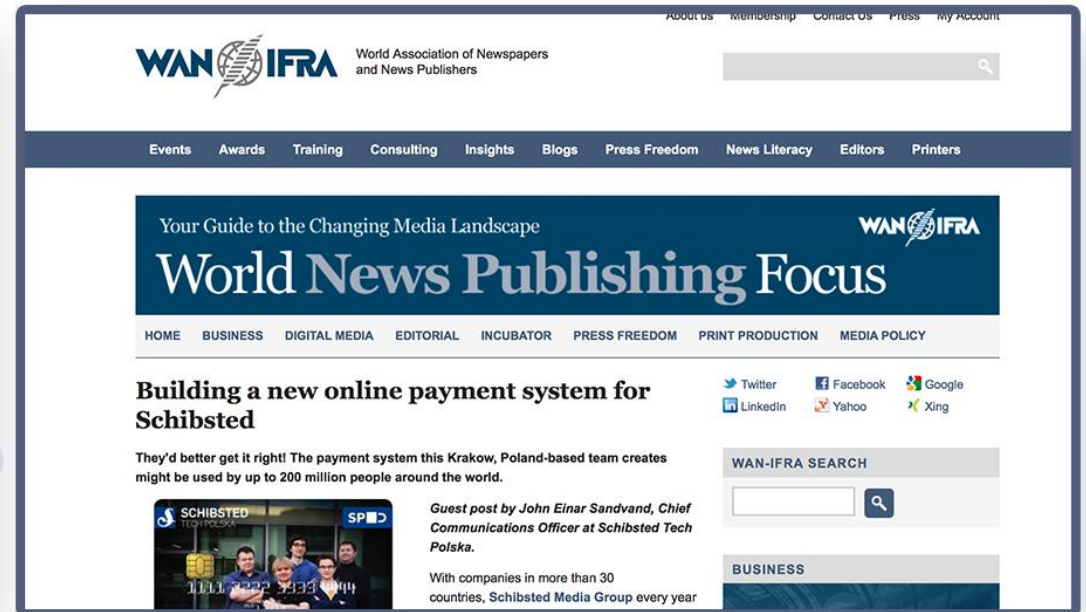 About us Membership Contact Us Press My Account
WAN IFRA
World Association of Newspapers
and News Publishers
Events Awards Training Consulting Insights Blogs Press Freedom News Literacy Editors Printers
Your Guide to the Changing Media Landscape
WAN IFRA
World News Publishing Focus
HOME BUSINESS DIGITAL MEDIA EDITORIAL INCUBATOR PRESS FREEDOM PRINT PRODUCTION MEDIA POLICY
Building a new online payment system for
Schibsted
They'd better get it right! The payment system this Krakow, Poland-based team creates
might be used by up to 200 million people around the world.
SCHIBSTED
TECH POLSKA
1111 2222 3333 4444
Guest post by John Einar Sandvand, Chief
Communications Officer at Schibsted Tech
Polska.
With companies in more than 30
countries, Schibsted Media Group every year
Twitter Facebook Google
LinkedIn Yahoo Xing
WAN-IFRA SEARCH
BUSINESS